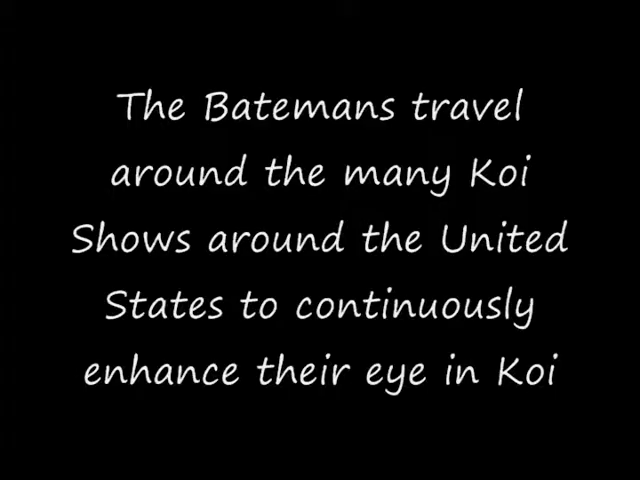 The Batemans travel
around the many Koi
Shows around the United
States to continuously
enhance their eye in Koi